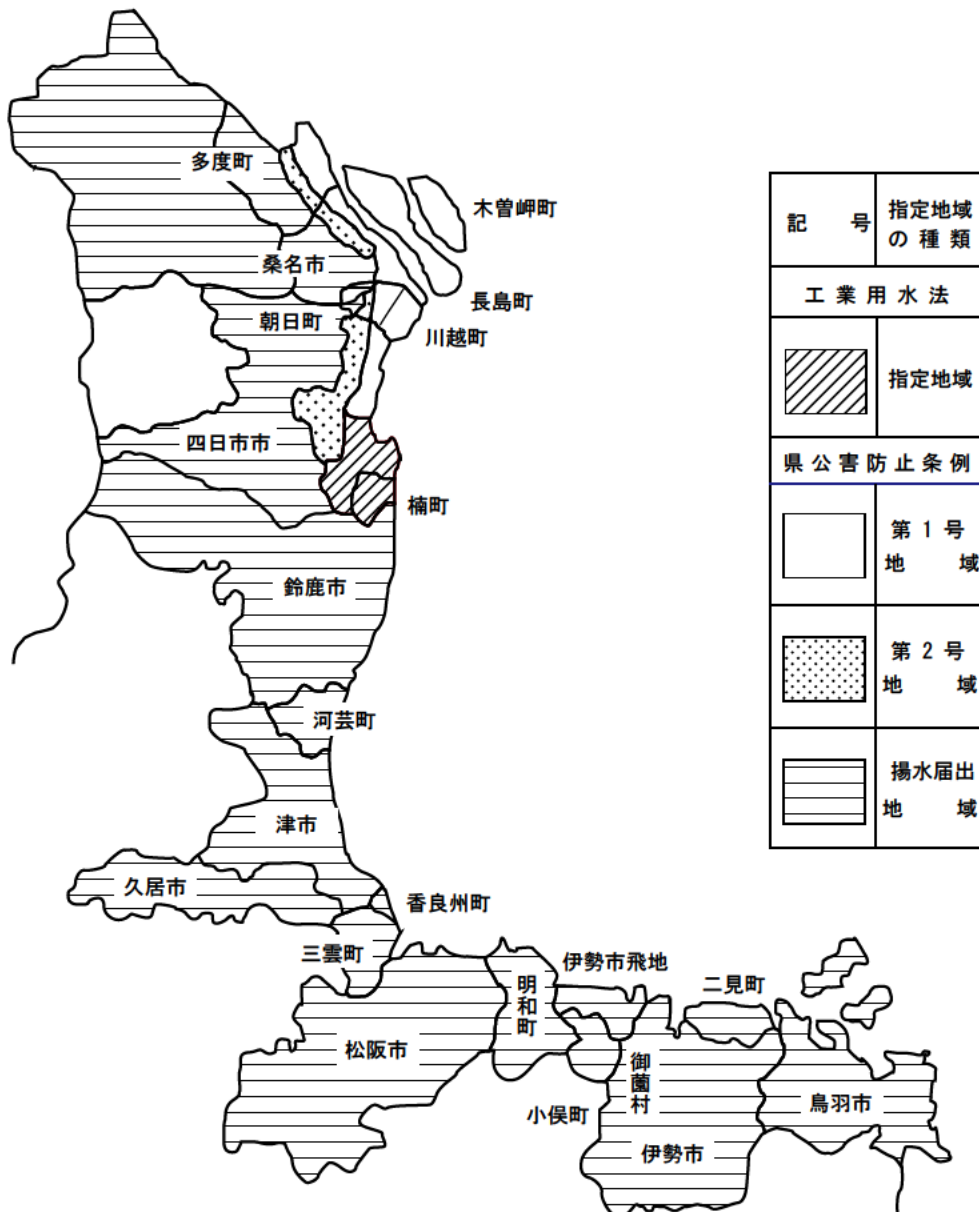 多度町
木曽岬町
桑名市
長島町
朝日町
川越町
四日市市
楠町
鈴鹿市
河芸町
津市
久居市
香良州町
三雲町
伊勢市飛地
二見町
明和町
松阪市
御薗村
小俣町
鳥羽市
伊勢市
記 号
指定地域
の種類
工業用水法
指定地域
県公害防止条例
第1号
地 域
第2号
地 域
揚水届出
地 域